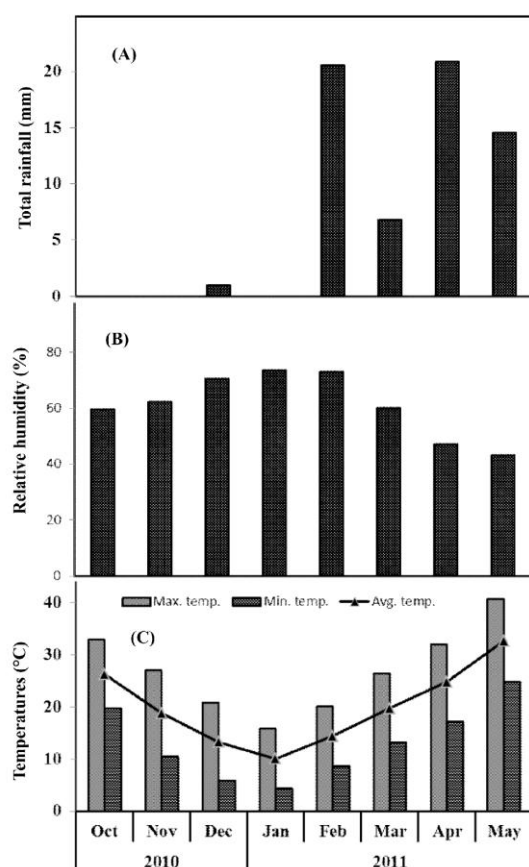 (A)
Total rainfall (mm)
20
15
10
5
0
(B)
Relative humidity (%)
80
60
40
20
0
Max. temp. Min. temp. Avg. temp.
(C)
Temperatures (°C)
40
30
20
10
0
Oct Nov Dec Jan Feb Mar Apr May
2010 2011